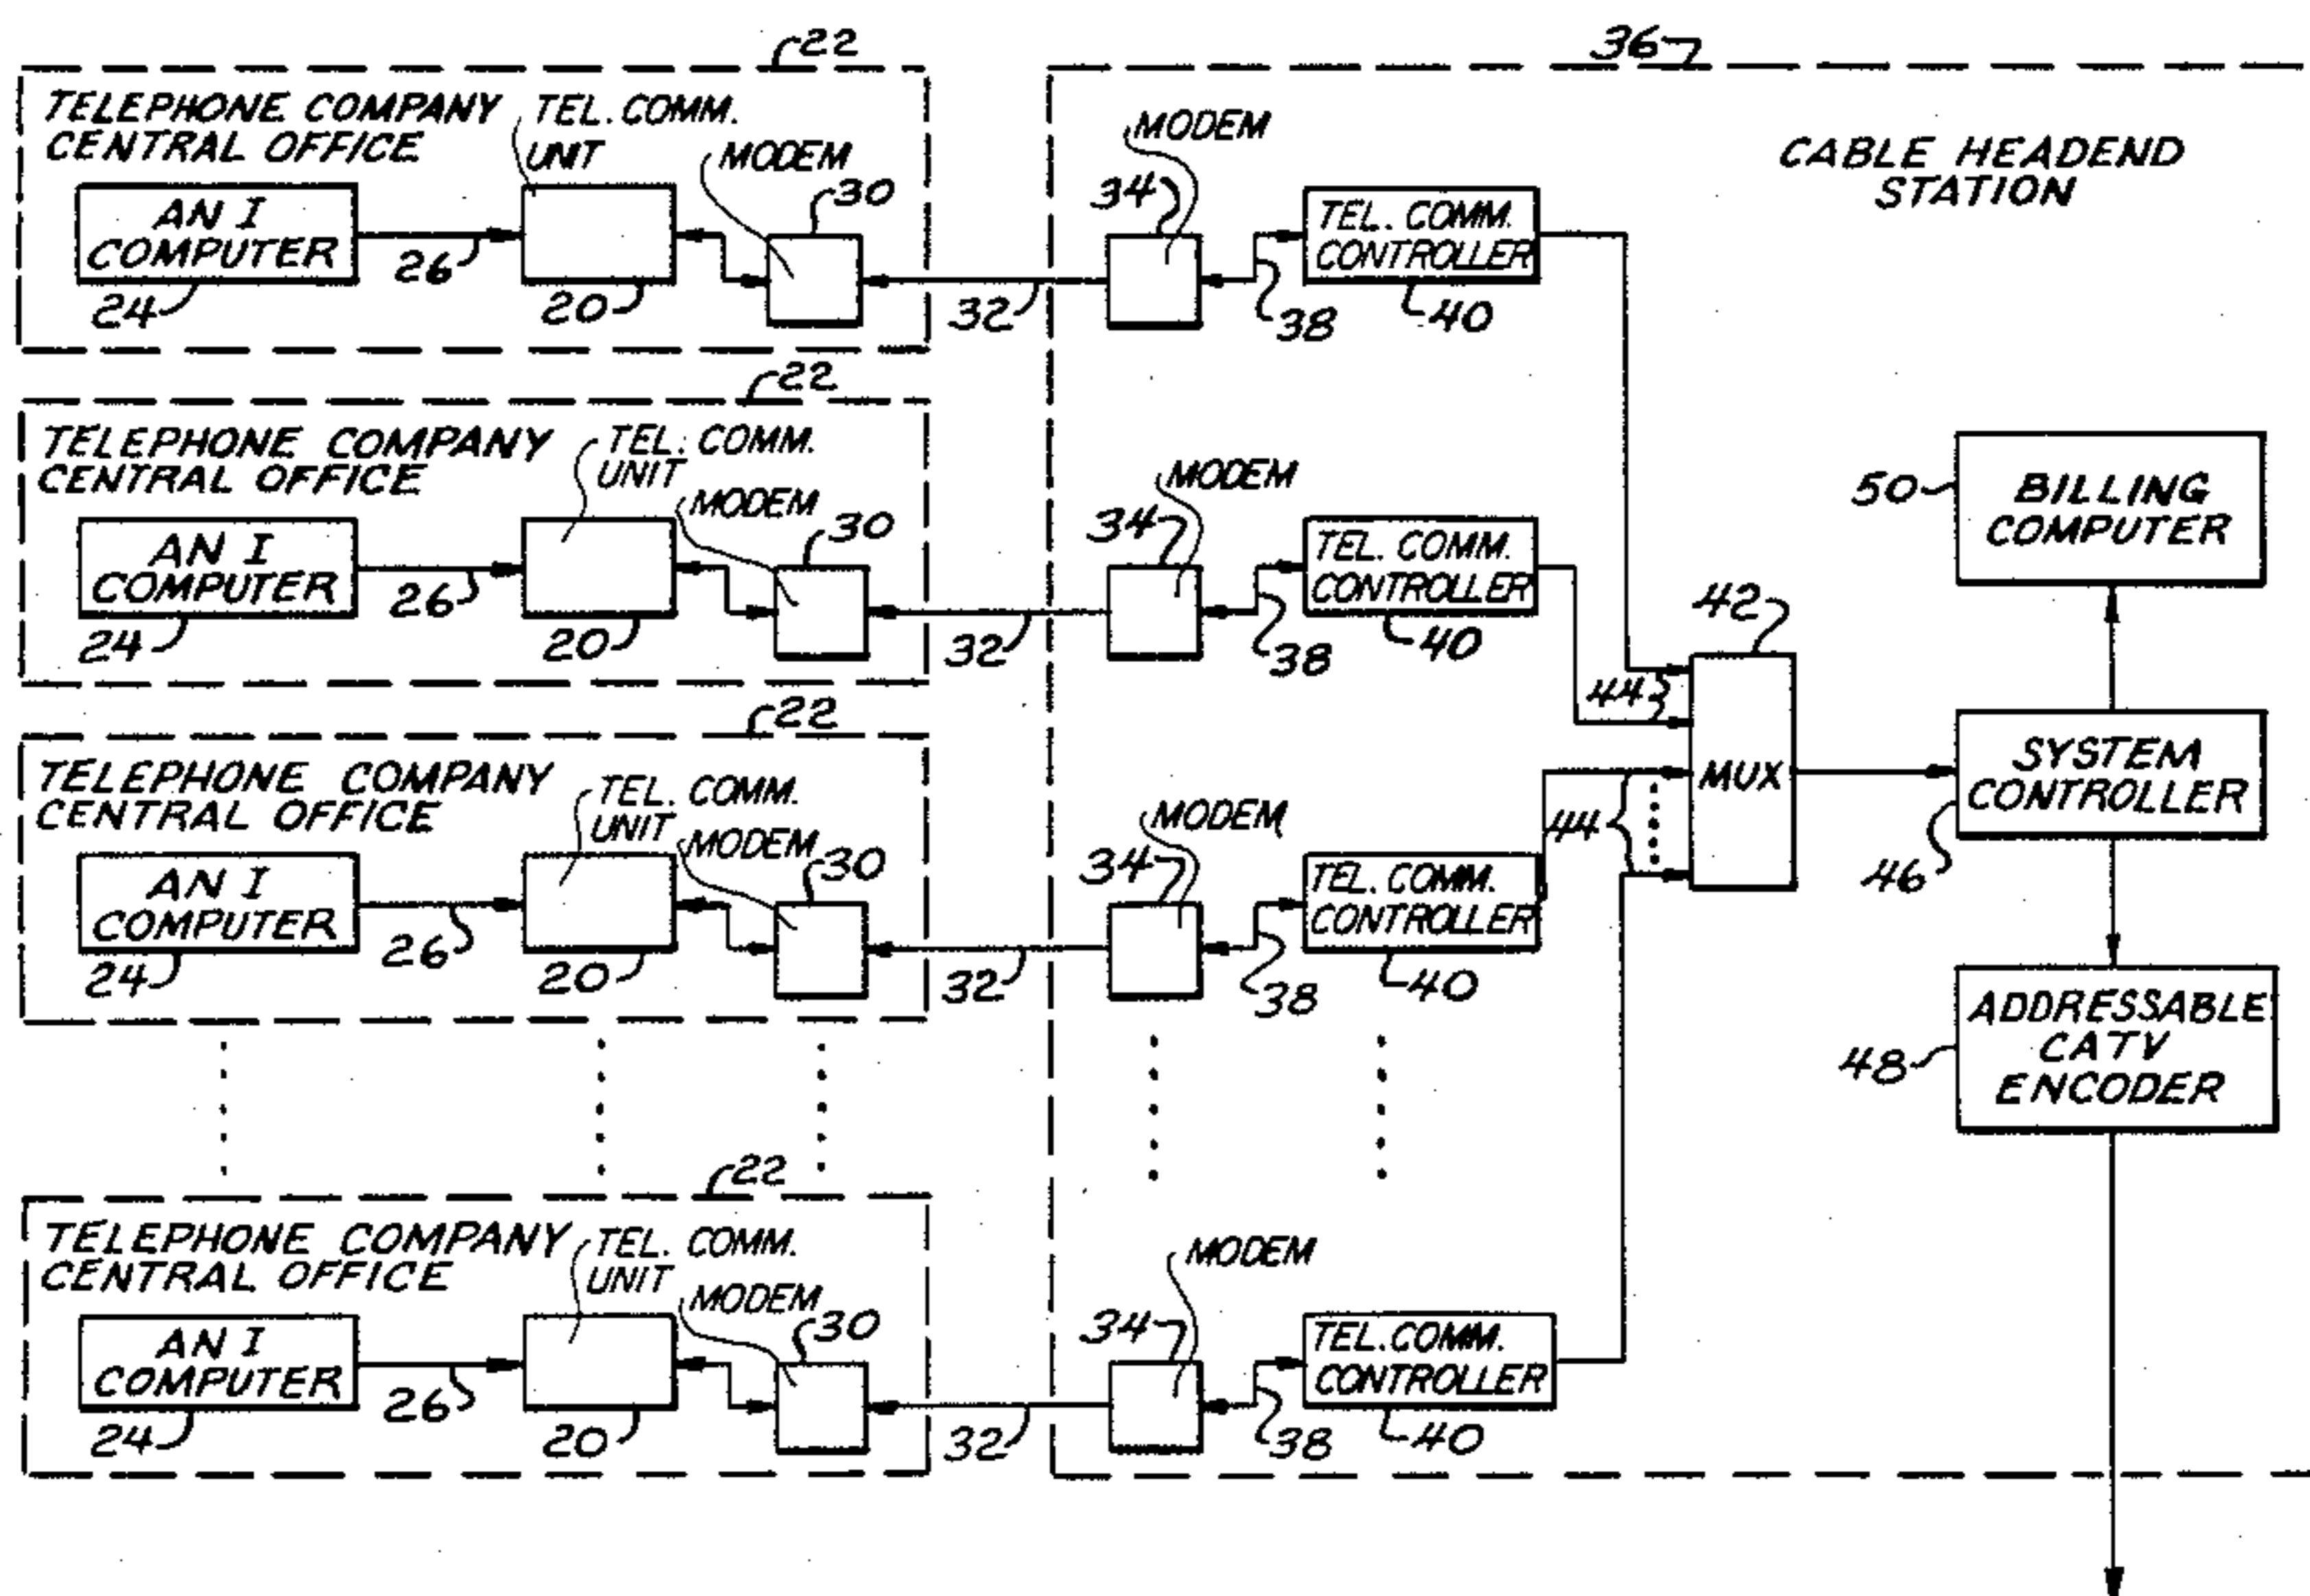 22
36
TELEPHONE COMPANY
CENTRAL OFFICE
TEL. COMM.
UNIT
MODEM
30
AN I
COMPUTER
24
26
20
32
MODEM
34
38
TEL. COMM.
CONTROLLER
40
CABLE HEADEND
STATION
22
TELEPHONE COMPANY
CENTRAL OFFICE
TEL. COMM.
UNIT
MODEM
30
AN I
COMPUTER
24
26
20
32
MODEM
34
38
TEL. COMM.
CONTROLLER
40
50
BILLING
COMPUTER
42
44
MUX
44
SYSTEM
CONTROLLER
46
22
TELEPHONE COMPANY
CENTRAL OFFICE
TEL. COMM.
UNIT
MODEM
30
AN I
COMPUTER
24
26
20
32
MODEM
34
38
TEL. COMM.
CONTROLLER
40
ADDRESSABLE
CATV
ENCODER
48
22
TELEPHONE COMPANY
CENTRAL OFFICE
TEL. COMM.
UNIT
MODEM
30
AN I
COMPUTER
24
26
20
32
MODEM
34
38
TEL. COMM.
CONTROLLER
40